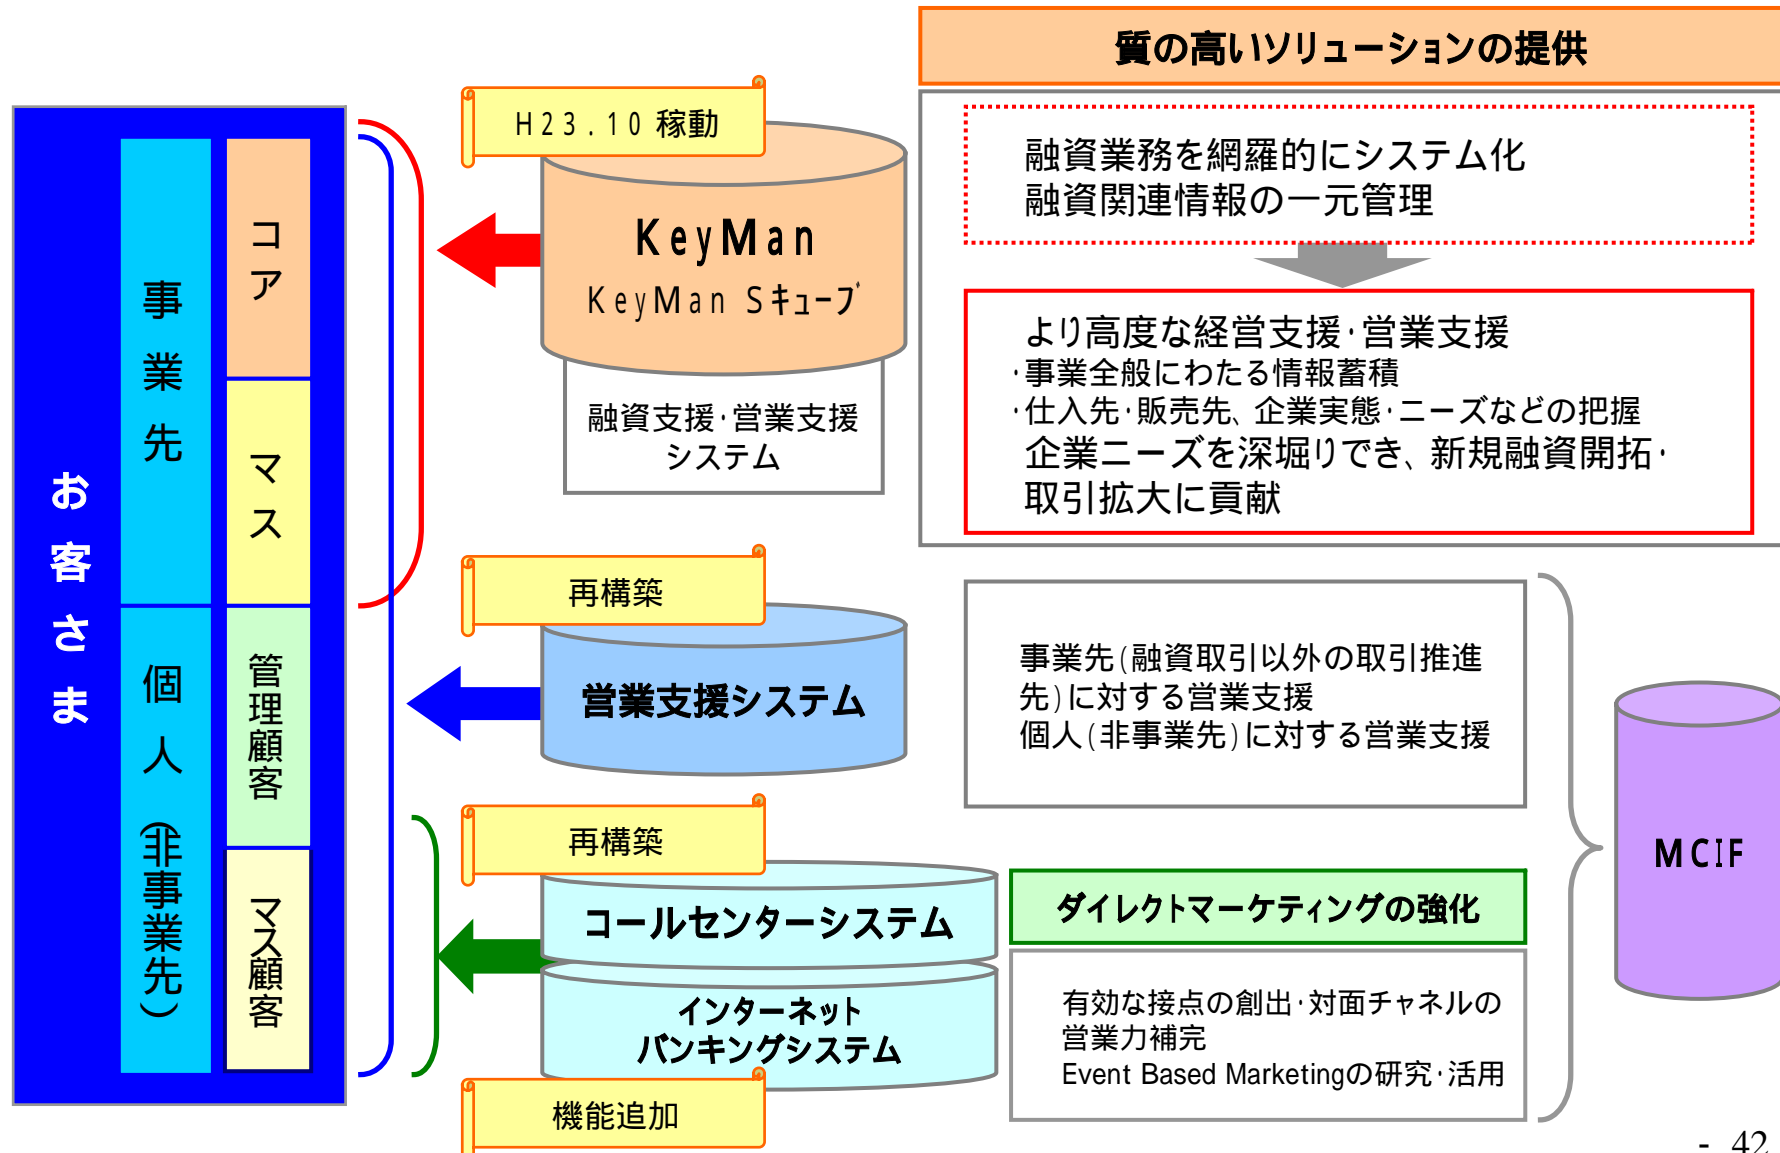 質の高いソリューションの提供
H23.10 稼動
融資業務を網羅的にシステム化
融資関連情報の一元管理
KeyMan
KeyMan Sｷｭｰﾌﾞ
融資支援･営業支援
システム
より高度な経営支援･営業支援
･事業全般にわたる情報蓄積
･仕入先･販売先、企業実態･ニーズなどの把握
企業ニーズを深堀りでき、新規融資開拓･
取引拡大に貢献
お客さま
事業先
コア
マス
個人（非事業先）
管理顧客
マス顧客
再構築
営業支援システム
事業先(融資取引以外の取引推進
先)に対する営業支援
個人(非事業先)に対する営業支援
再構築
コールセンターシステム
インターネット
バンキングシステム
機能追加
ダイレクトマーケティングの強化
有効な接点の創出･対面チャネルの
営業力補完
Event Based Marketingの研究･活用
MCIF
- 42